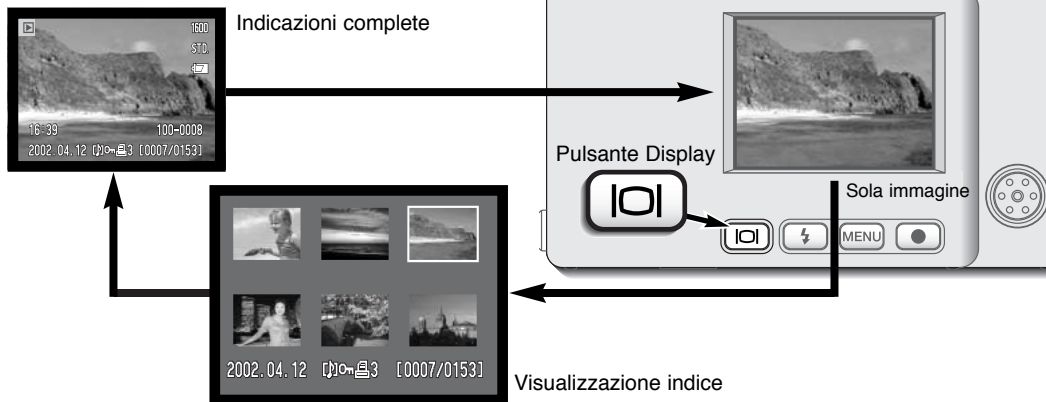 Indicazioni complete
1600
STD.
16:39 100-0008
2002.04.12 3 [0007/0153]
Pulsante Display
Sola immagine
MENU
2002.04.12 3 [0007/0153]
Visualizzazione indice